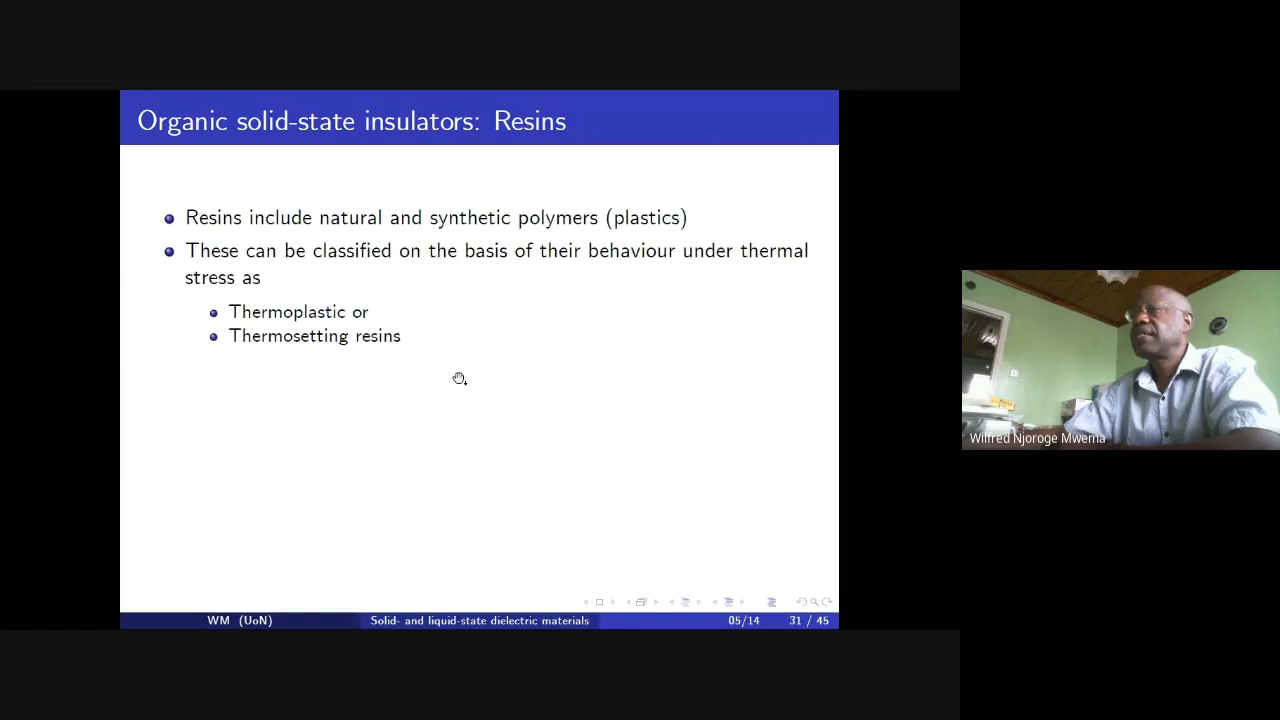 Organic solid-state insulators: Resins
Resins include natural and synthetic polymers (plastics)
These can be classified on the basis of their behaviour under thermal
stress as
Thermoplastic or
Thermosetting resins
Wilfred Njoroge Mwema
WM (UoN)
Solid- and liquid-state dielectric materials
05/14
31 / 45